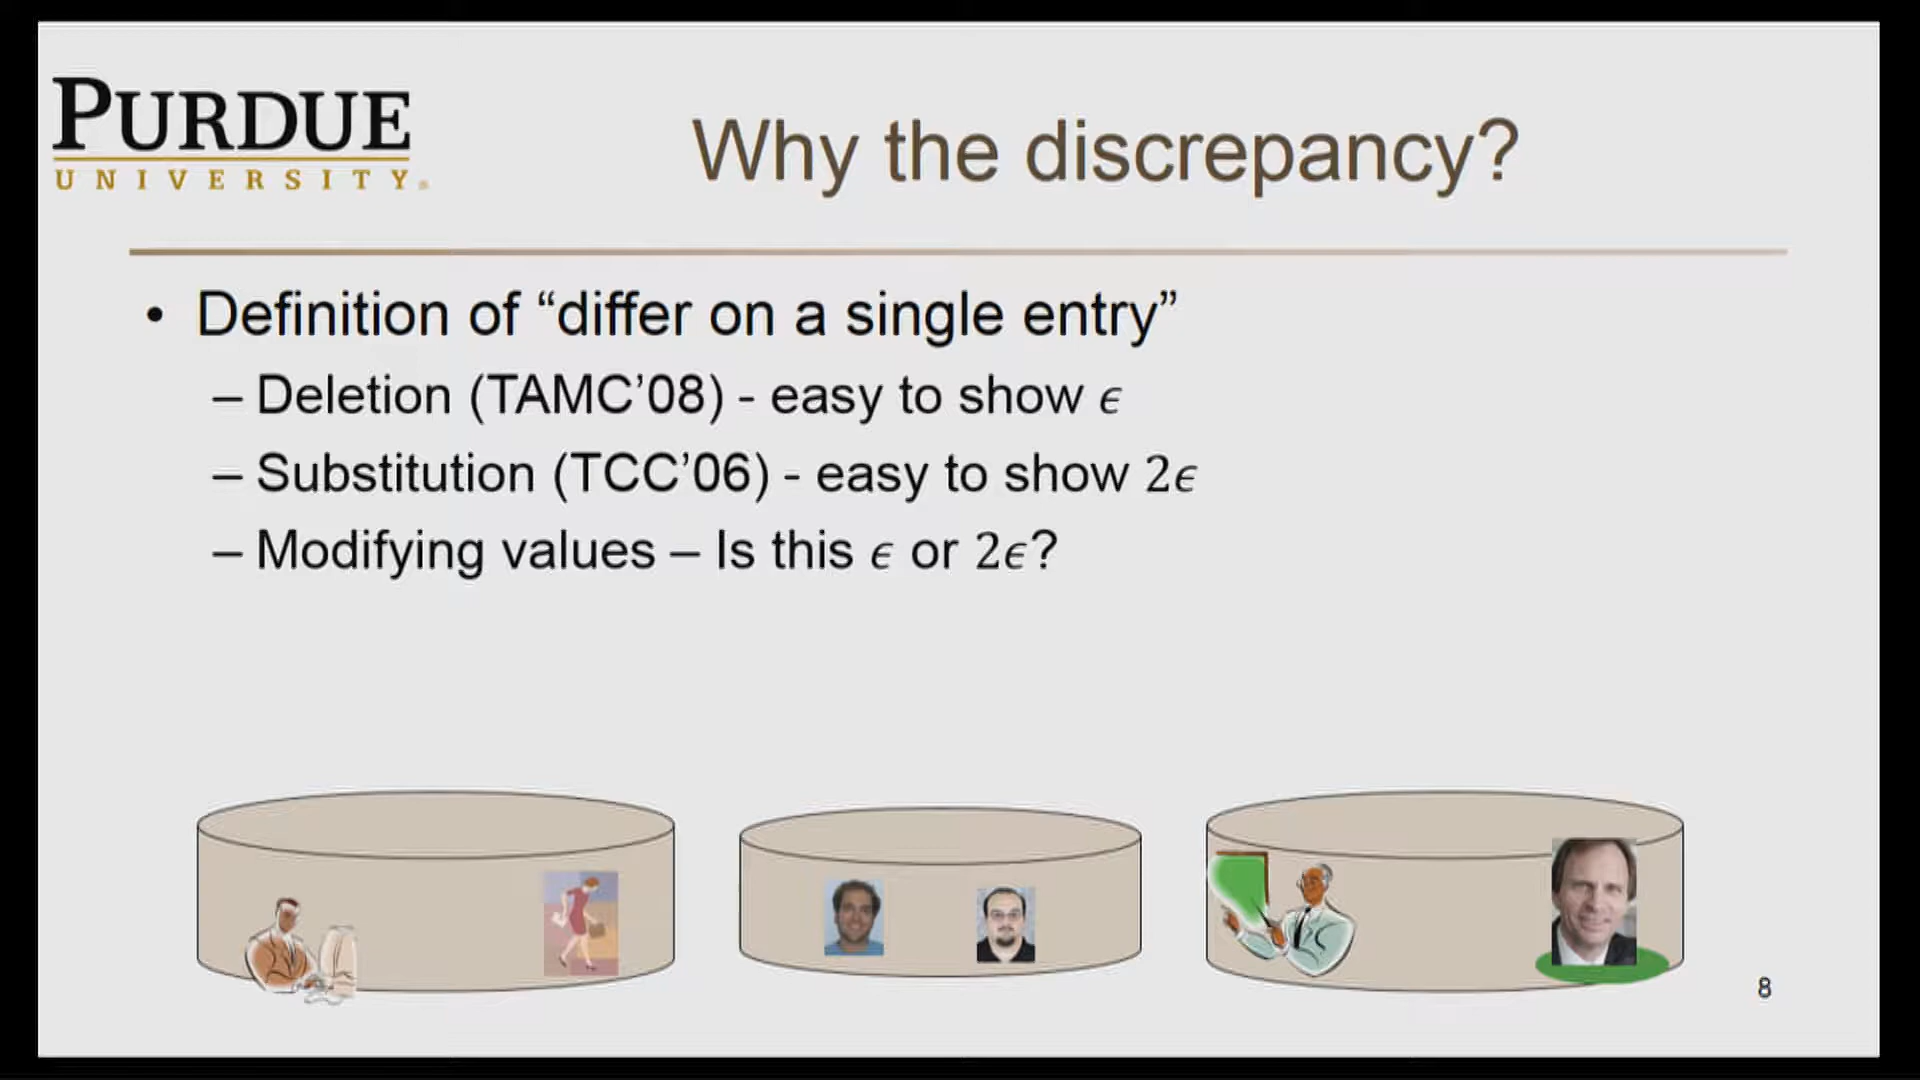 PURDUE
UNIVERSITY®
Why the discrepancy?
• Definition of “differ on a single entry”
– Deletion (TAMC’08) - easy to show ϵ
– Substitution (TCC’06) - easy to show 2ϵ
– Modifying values – Is this ϵ or 2ϵ?
8